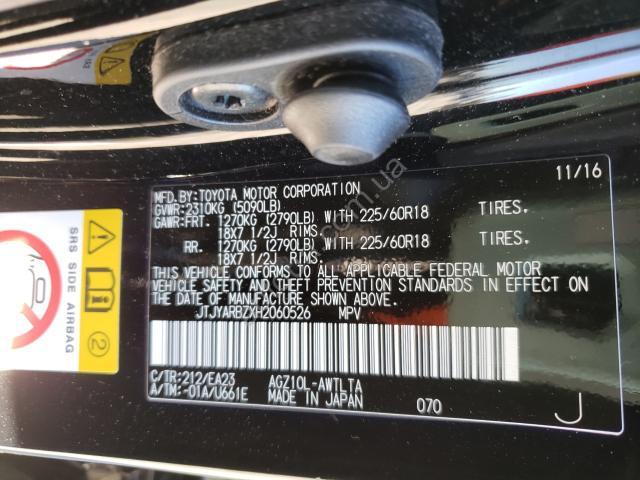 11/16
MFD.BY:TOYOTA MOTOR CORPORATION
GVWR:2310KG (5090LB)
GAWR:FRT. 1270KG (2790LB) WITH 225/60R18 TIRES.
18X7 1/2J RIMS.
RR. 1270KG (2790LB) WITH 225/60R18 TIRES.
18X7 1/2J RIMS.
THIS VEHICLE CONFORMS TO ALL APPLICABLE FEDERAL MOTOR
VEHICLE SAFETY AND THEFT PREVENTION STANDARDS IN EFFECT ON
THE DATE OF MANUFACTURE SHOWN ABOVE.
JTJYARBZXH2060526 MPV
C/TR:212/EA23 AGZ10L-AWTLTA
A/TM:-01A/U661E MADE IN JAPAN 070 J
SRS SIDE AIRBAG
2